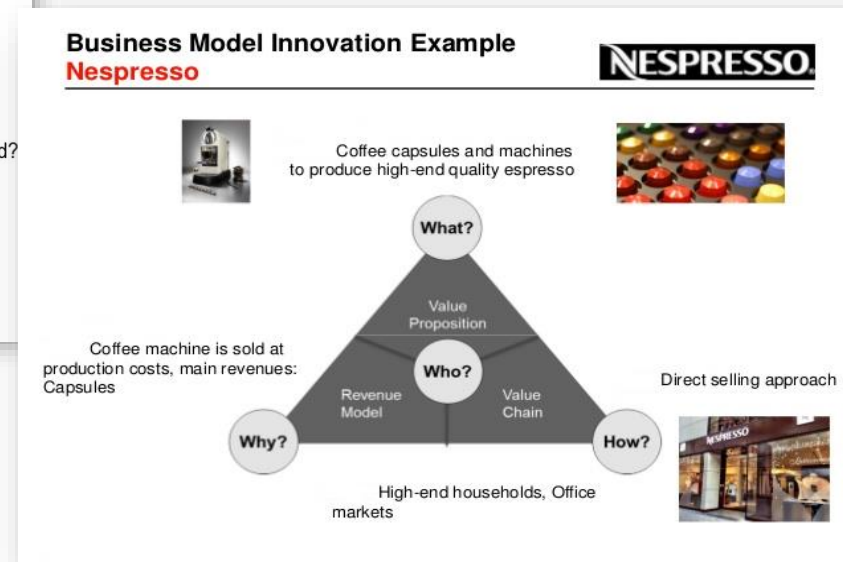 Business Model Innovation Example
Nespresso
NESPRESSO.
d?
Coffee capsules and machines
to produce high-end quality espresso
What?
Value
Proposition
Coffee machine is sold at
production costs, main revenues:
Capsules
Who?
Revenue
Model
Value
Chain
Direct selling approach
Why?
How?
NESPRESSO
High-end households, Office
markets